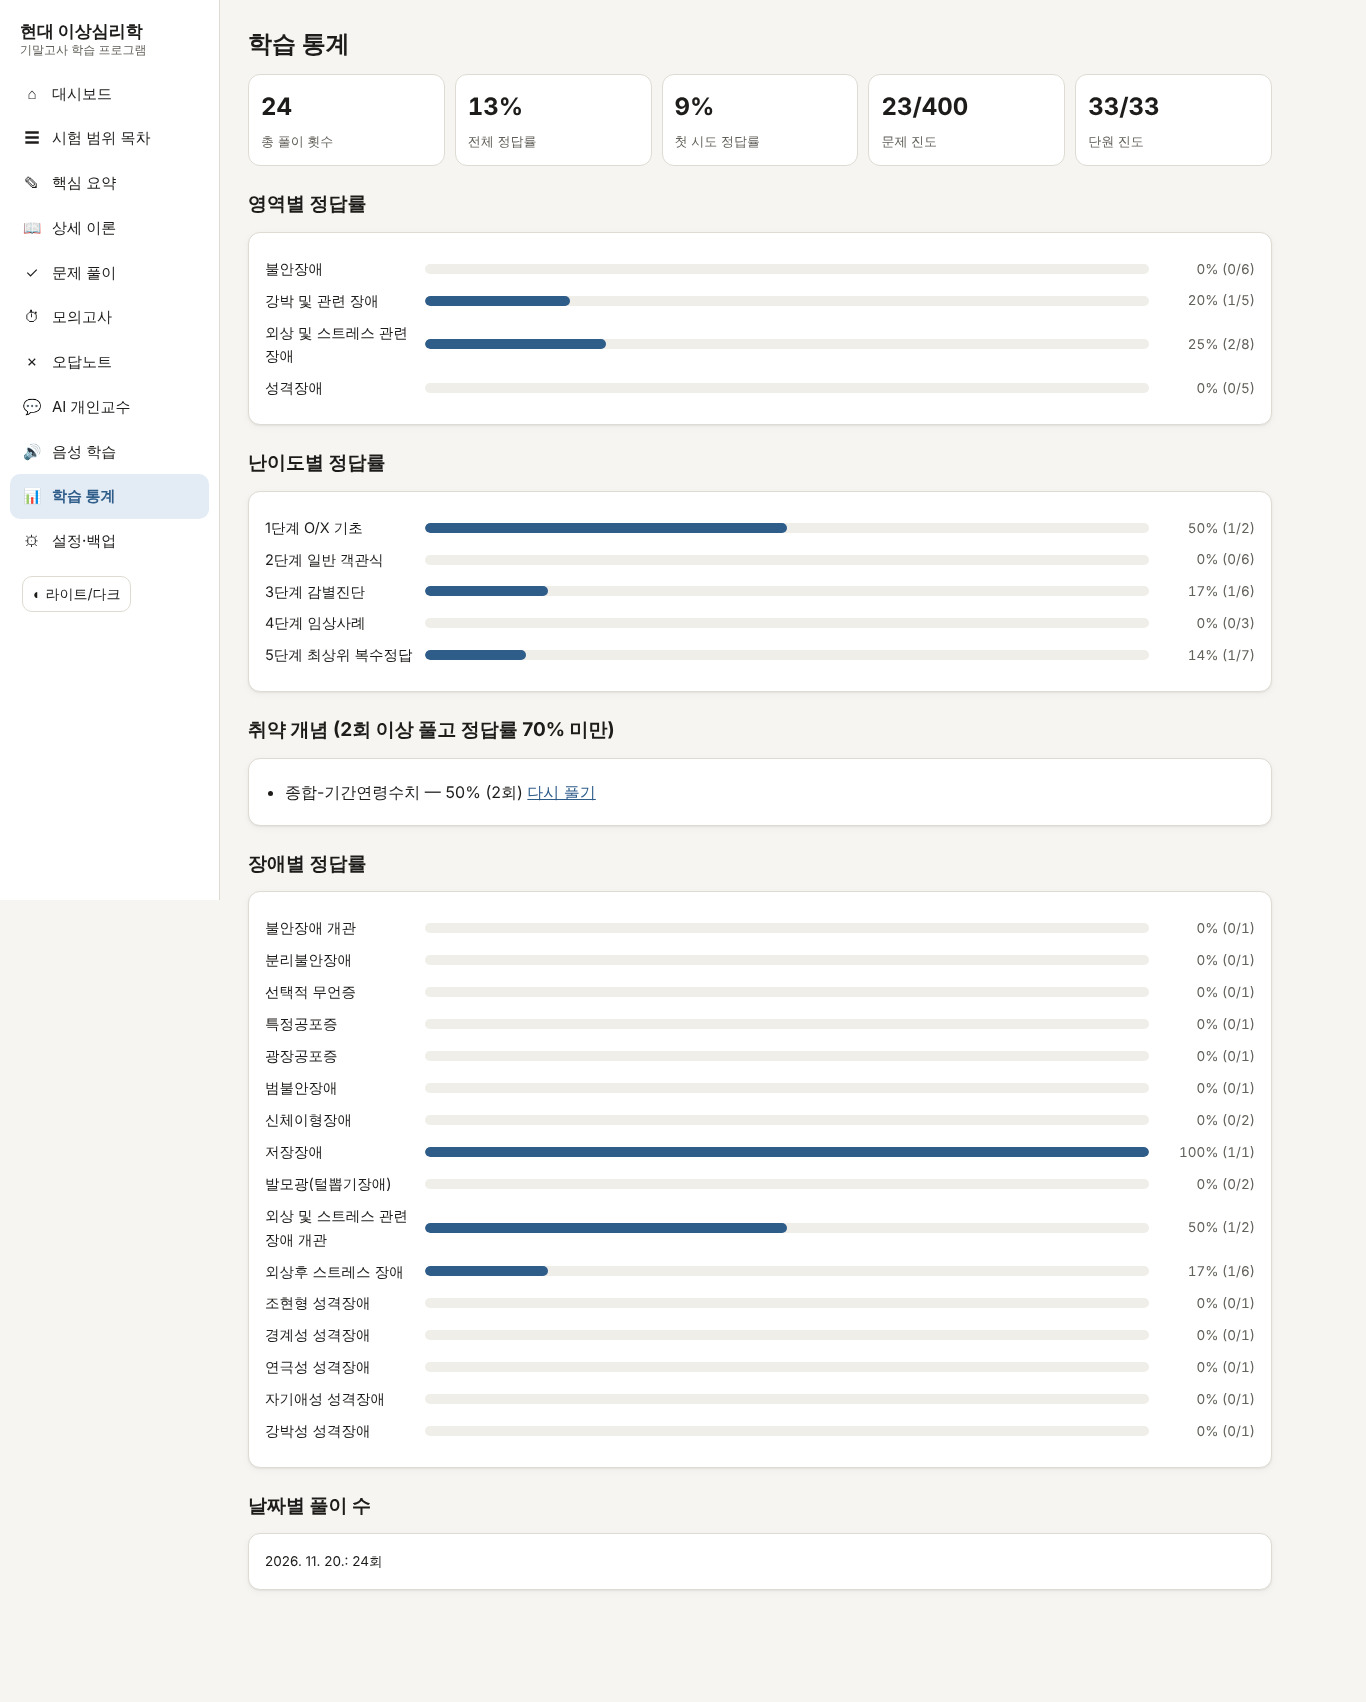 현대 이상심리학
기말고사 학습 프로그램
대시보드
시험 범위 목차
핵심 요약
상세 이론
문제 풀이
모의고사
오답노트
AI 개인교수
음성 학습
학습 통계
설정·백업
라이트/다크
학습 통계
24
총 풀이 횟수
13%
전체 정답률
9%
첫 시도 정답률
23/400
문제 진도
33/33
단원 진도
영역별 정답률
불안장애 0% (0/6)
강박 및 관련 장애 20% (1/5)
외상 및 스트레스 관련
장애 25% (2/8)
성격장애 0% (0/5)
난이도별 정답률
1단계 O/X 기초 50% (1/2)
2단계 일반 객관식 0% (0/6)
3단계 감별진단 17% (1/6)
4단계 임상사례 0% (0/3)
5단계 최상위 복수정답 14% (1/7)
취약 개념 (2회 이상 풀고 정답률 70% 미만)
• 종합-기간연령수치 — 50% (2회) 다시 풀기
장애별 정답률
불안장애 개관 0% (0/1)
분리불안장애 0% (0/1)
선택적 무언증 0% (0/1)
특정공포증 0% (0/1)
광장공포증 0% (0/1)
범불안장애 0% (0/1)
신체이형장애 0% (0/2)
저장장애 100% (1/1)
발모광(털뽑기장애) 0% (0/2)
외상 및 스트레스 관련
장애 개관 50% (1/2)
외상후 스트레스 장애 17% (1/6)
조현형 성격장애 0% (0/1)
경계성 성격장애 0% (0/1)
연극성 성격장애 0% (0/1)
자기애성 성격장애 0% (0/1)
강박성 성격장애 0% (0/1)
날짜별 풀이 수
2026. 11. 20.: 24회